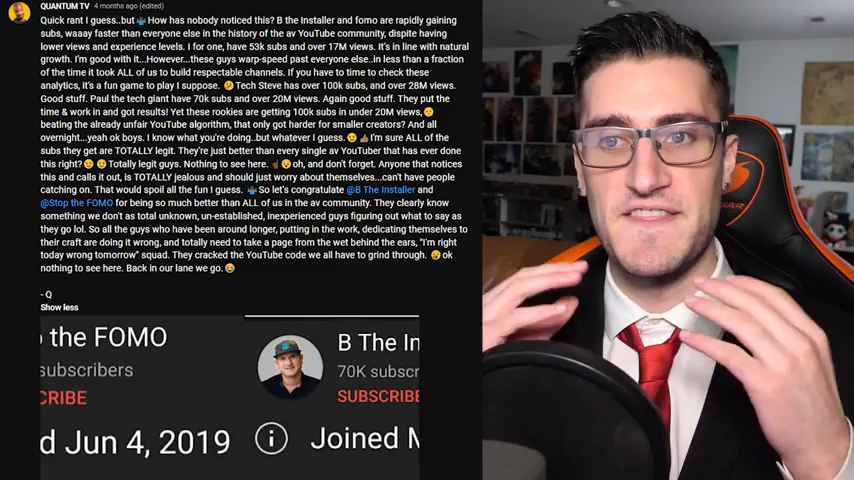 QUANTUM TV 4 months ago (edited)
Quick rant I guess..but How has nobody noticed this? B the Installer and fomo are rapidly gaining
subs, waaay faster than everyone else in the history of the av YouTube community, dispite having
lower views and experience levels. I for one, have 53k subs and over 17M views. It's in line with natural
growth. I'm good with it...However...these guys warp-speed past everyone else..in less than a fraction
of the time it took ALL of us to build respectable channels. If you have to time to check these
analytics, it's a fun game to play I suppose. 🤣Tech Steve has over 100k subs, and over 28M views.
Good stuff. Paul the tech giant have 70k subs and over 20M views. Again good stuff. They put the
time & work in and got results! Yet these rookies are getting 100k subs in under 20M views,
beating the already unfair YouTube algorithm, that only got harder for smaller creators? And all
overnight...yeah ok boys. I know what you're doing..but whatever I guess. I'm sure ALL of the
subs they get are TOTALLY legit. They're just better than every single av YouTuber that has ever done
this right? Totally legit guys. Nothing to see here. oh, and don't forget. Anyone that notices
this and calls it out, is TOTALLY jealous and should just worry about themselves...can't have people
catching on. That would spoil all the fun I guess. So let's congratulate @B The Installer and
@Stop the FOMO for being so much better than ALL of us in the av community. They clearly know
something we don't as total unknown, un-established, inexperienced guys figuring out what to say as
they go lol. So all the guys who have been around longer, putting in the work, dedicating themselves to
their craft are doing it wrong, and totally need to take a page from the wet behind the ears, "I'm right
today wrong tomorrow" squad. They cracked the YouTube code we all have to grind through. ok
nothing to see here. Back in our lane we go. 😂
- Q
Show less
the FOMO
subscribers
CRIBE
d Jun 4, 2019
B The In
70K subscr
SUBSCRIBE
Joined M